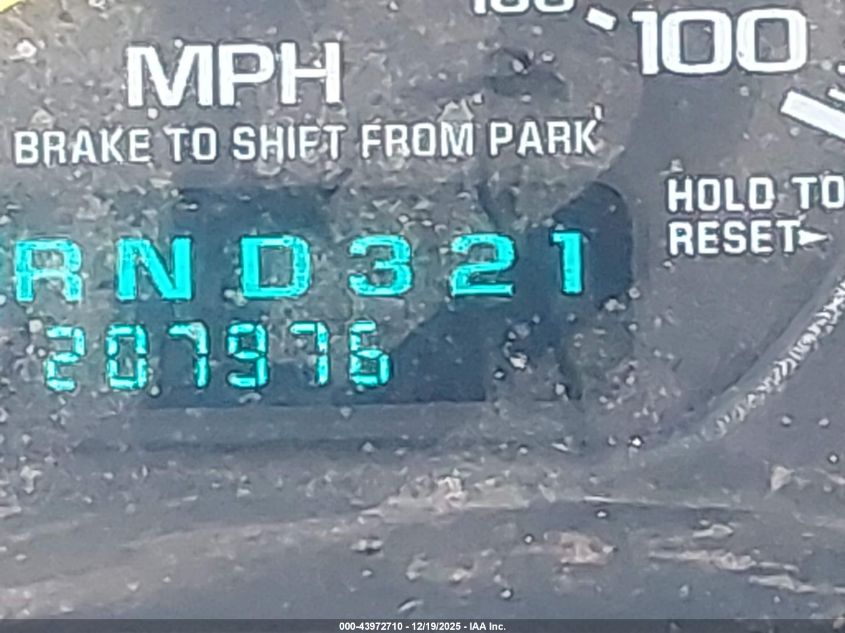 100
MPH
BRAKE TO SHIFT FROM PARK
HOLD TO
RESET
RND321
207976
000-43972710 - 12/19/2025 - IAA Inc.